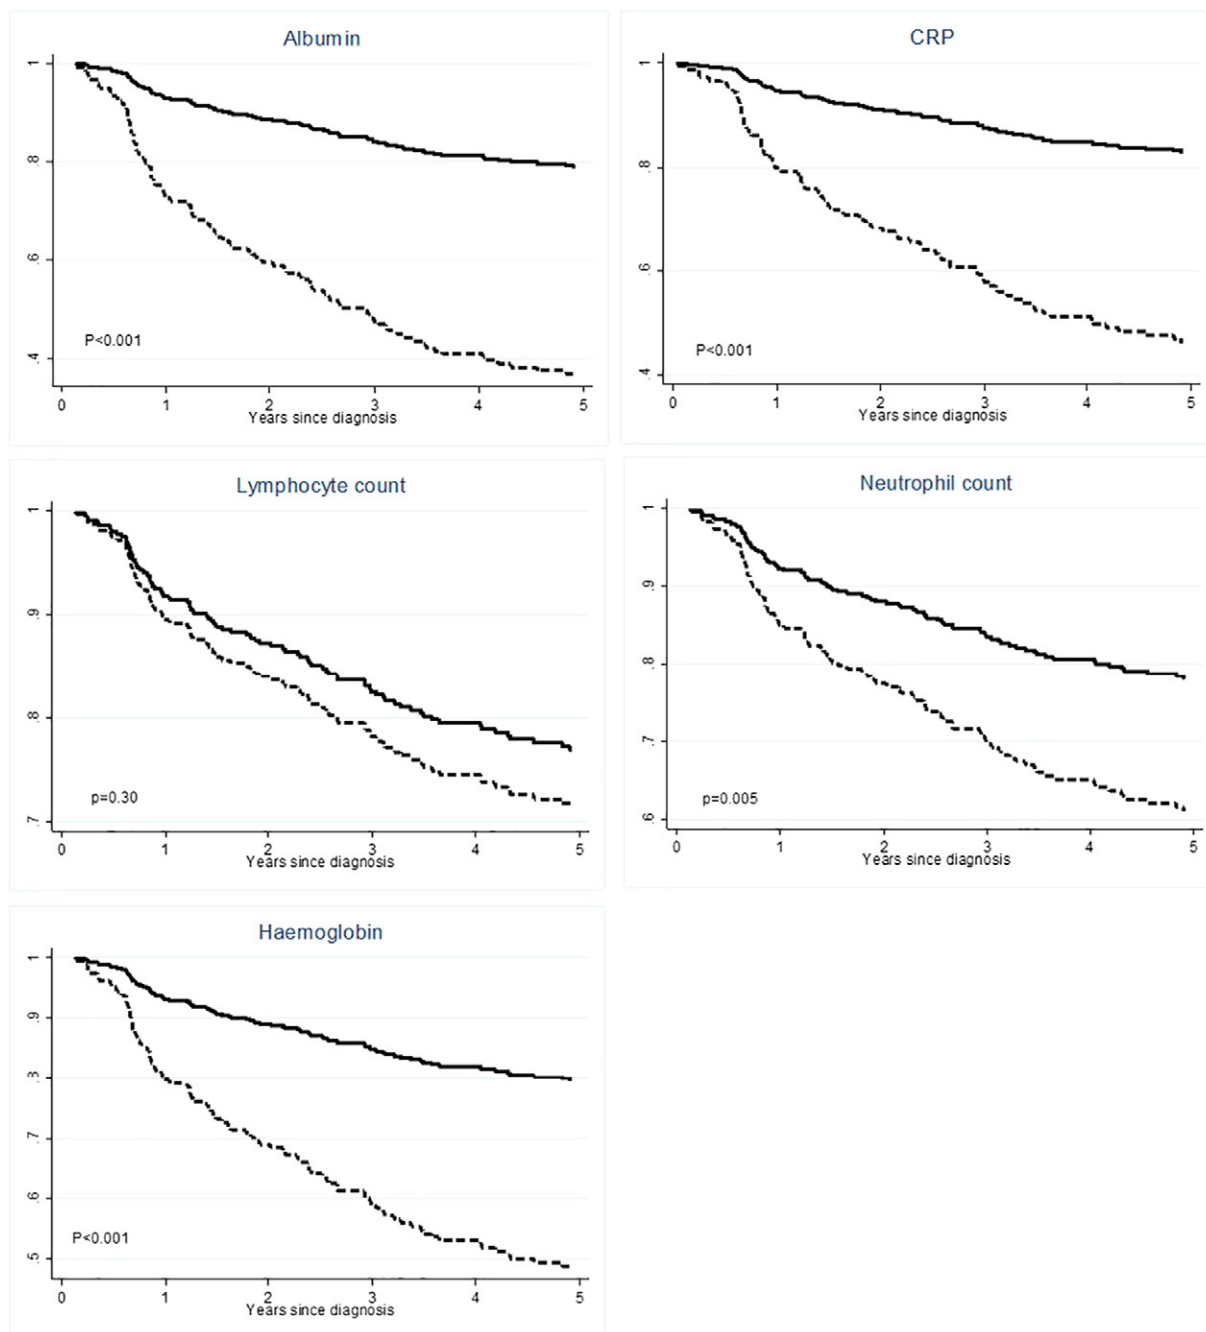 Albumin
1
.8
.6
.4
P<0.001
0 1 2 3 4 5
Years since diagnosis
CRP
1
.8
.6
.4
P<0.001
0 1 2 3 4 5
Years since diagnosis
Lymphocyte count
1
.9
.8
.7
p=0.30
0 1 2 3 4 5
Years since diagnosis
Neutrophil count
1
.9
.8
.7
.6
p=0.005
0 1 2 3 4 5
Years since diagnosis
Haemoglobin
1
.9
.8
.7
.6
.5
P<0.001
0 1 2 3 4 5
Years since diagnosis